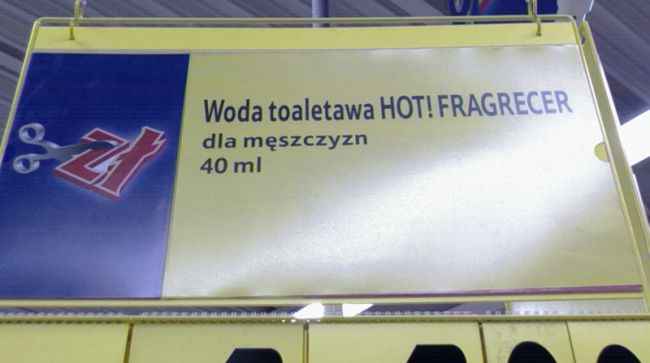 zł
Woda toaletawa HOT! FRAGRECER
dla męszczyzn
40 ml